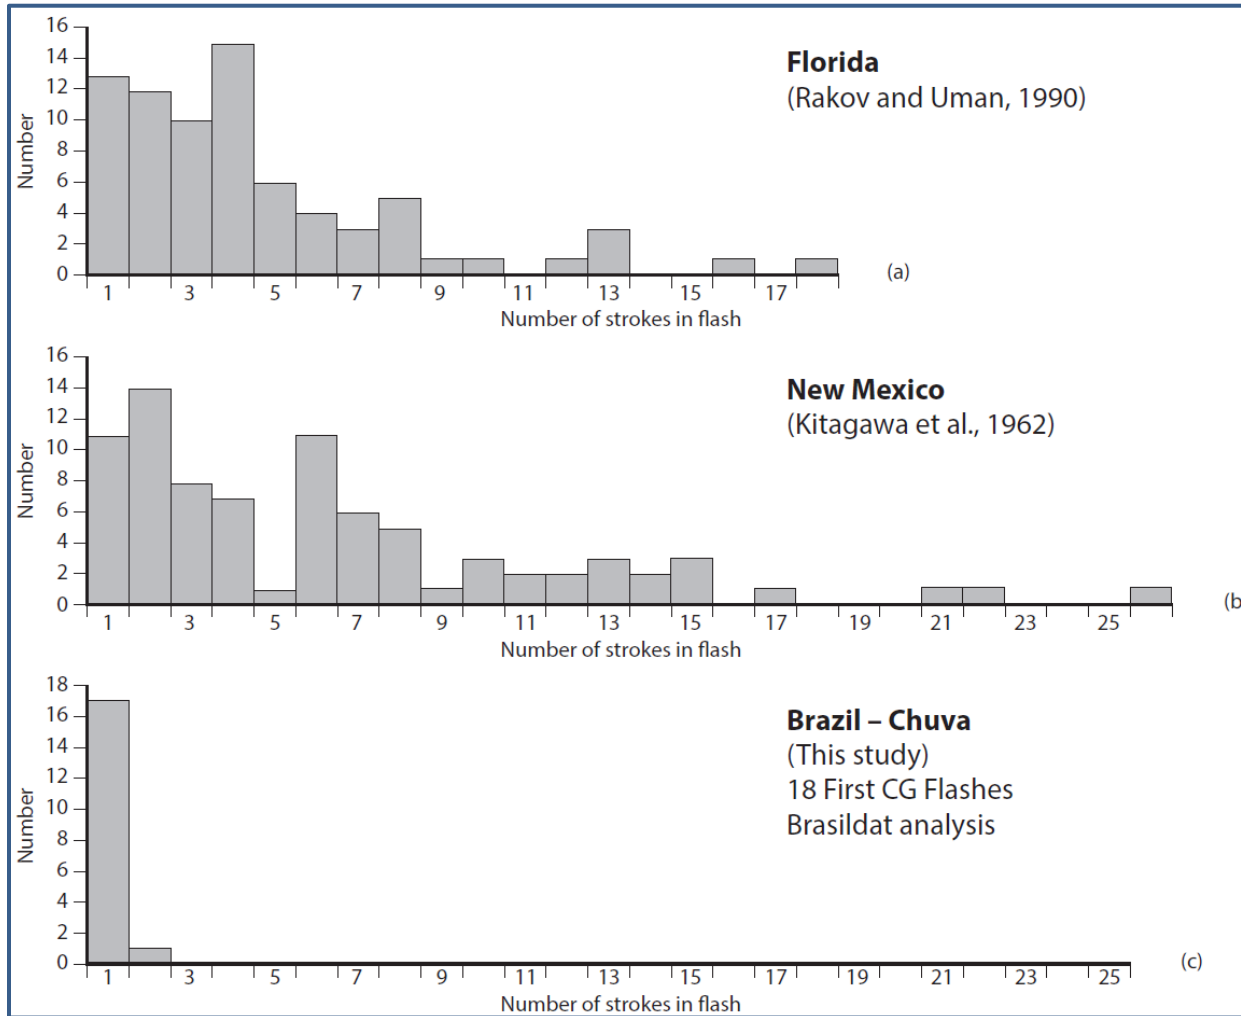 16
14
12
10
8
6
4
2
0
Number
Florida
(Rakov and Uman, 1990)
1 3 5 7 9 11 13 15 17
(a)
Number of strokes in flash
16
14
12
10
8
6
4
2
0
Number
New Mexico
(Kitagawa et al., 1962)
1 3 5 7 9 11 13 15 17 19 21 23 25
(b
Number of strokes in flash
18
16
14
12
10
8
6
4
2
0
Number
Brazil – Chuva
(This study)
18 First CG Flashes
Brasildat analysis
1 3 5 7 9 11 13 15 17 19 21 23 25
(c)
Number of strokes in flash